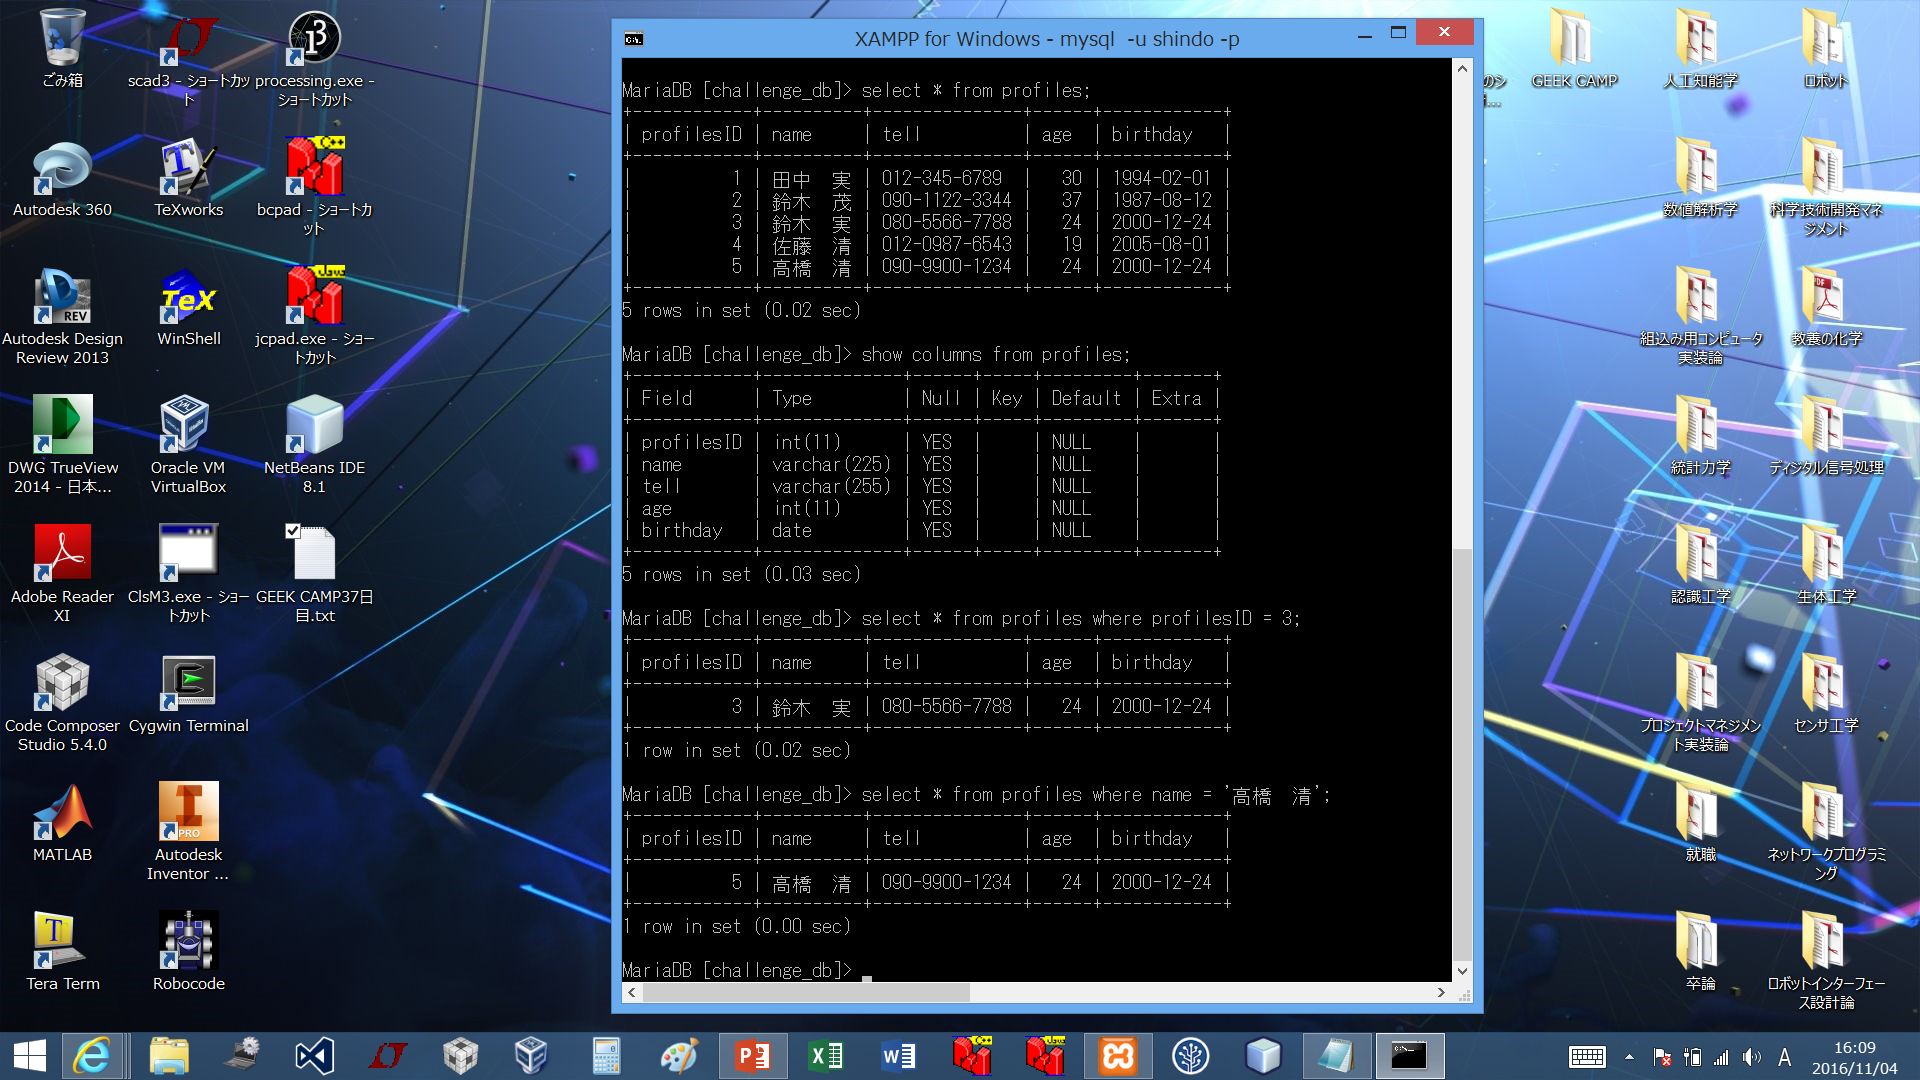 ごみ箱
scad3 - ショートカット
processing.exe - ショートカット
Autodesk 360
TeXworks
bcpad - ショートカット
Autodesk Design Review 2013
WinShell
jcpad.exe - ショートカット
DWG TrueView 2014 - 日本...
Oracle VM VirtualBox
NetBeans IDE 8.1
Adobe Reader XI
ClsM3.exe - ショートカット
GEEK CAMP37日目.txt
Code Composer Studio 5.4.0
Cygwin Terminal
MATLAB
Autodesk Inventor ...
Tera Term
Robocode
XAMPP for Windows - mysql  -u shindo -p
MariaDB [challenge_db]> select * from profiles;
+------------+----------+---------------+------+------------+
| profilesID | name     | tell          | age  | birthday   |
+------------+----------+---------------+------+------------+
|          1 | 田中　実 | 012-345-6789  |   30 | 1994-02-01 |
|          2 | 鈴木　茂 | 090-1122-3344 |   37 | 1987-08-12 |
|          3 | 鈴木　実 | 080-5566-7788 |   24 | 2000-12-24 |
|          4 | 佐藤　清 | 012-0987-6543 |   19 | 2005-08-01 |
|          5 | 高橋　清 | 090-9900-1234 |   24 | 2000-12-24 |
+------------+----------+---------------+------+------------+
5 rows in set (0.02 sec)
MariaDB [challenge_db]> show columns from profiles;
+------------+--------------+------+-----+---------+-------+
| Field      | Type         | Null | Key | Default | Extra |
+------------+--------------+------+-----+---------+-------+
| profilesID | int(11)      | YES  |     | NULL    |       |
| name       | varchar(225) | YES  |     | NULL    |       |
| tell       | varchar(255) | YES  |     | NULL    |       |
| age        | int(11)      | YES  |     | NULL    |       |
| birthday   | date         | YES  |     | NULL    |       |
+------------+--------------+------+-----+---------+-------+
5 rows in set (0.03 sec)
MariaDB [challenge_db]> select * from profiles where profilesID = 3;
+------------+----------+---------------+------+------------+
| profilesID | name     | tell          | age  | birthday   |
+------------+----------+---------------+------+------------+
|          3 | 鈴木　実 | 080-5566-7788 |   24 | 2000-12-24 |
+------------+----------+---------------+------+------------+
1 row in set (0.02 sec)
MariaDB [challenge_db]> select * from profiles where name = '高橋　清';
+------------+----------+---------------+------+------------+
| profilesID | name     | tell          | age  | birthday   |
+------------+----------+---------------+------+------------+
|          5 | 高橋　清 | 090-9900-1234 |   24 | 2000-12-24 |
+------------+----------+---------------+------+------------+
1 row in set (0.00 sec)
MariaDB [challenge_db]>
のシ
...
GEEK CAMP
人工知能学
ロボット
数値解析学
科学技術開発マネジメント
組込み用コンピュータ実装論
教養の化学
統計力学
ディジタル信号処理
認識工学
生体工学
プロジェクトマネジメント実装論
センサ工学
就職
ネットワークプログラミング
卒論
ロボットインターフェース設計論
A
16:09
2016/11/04